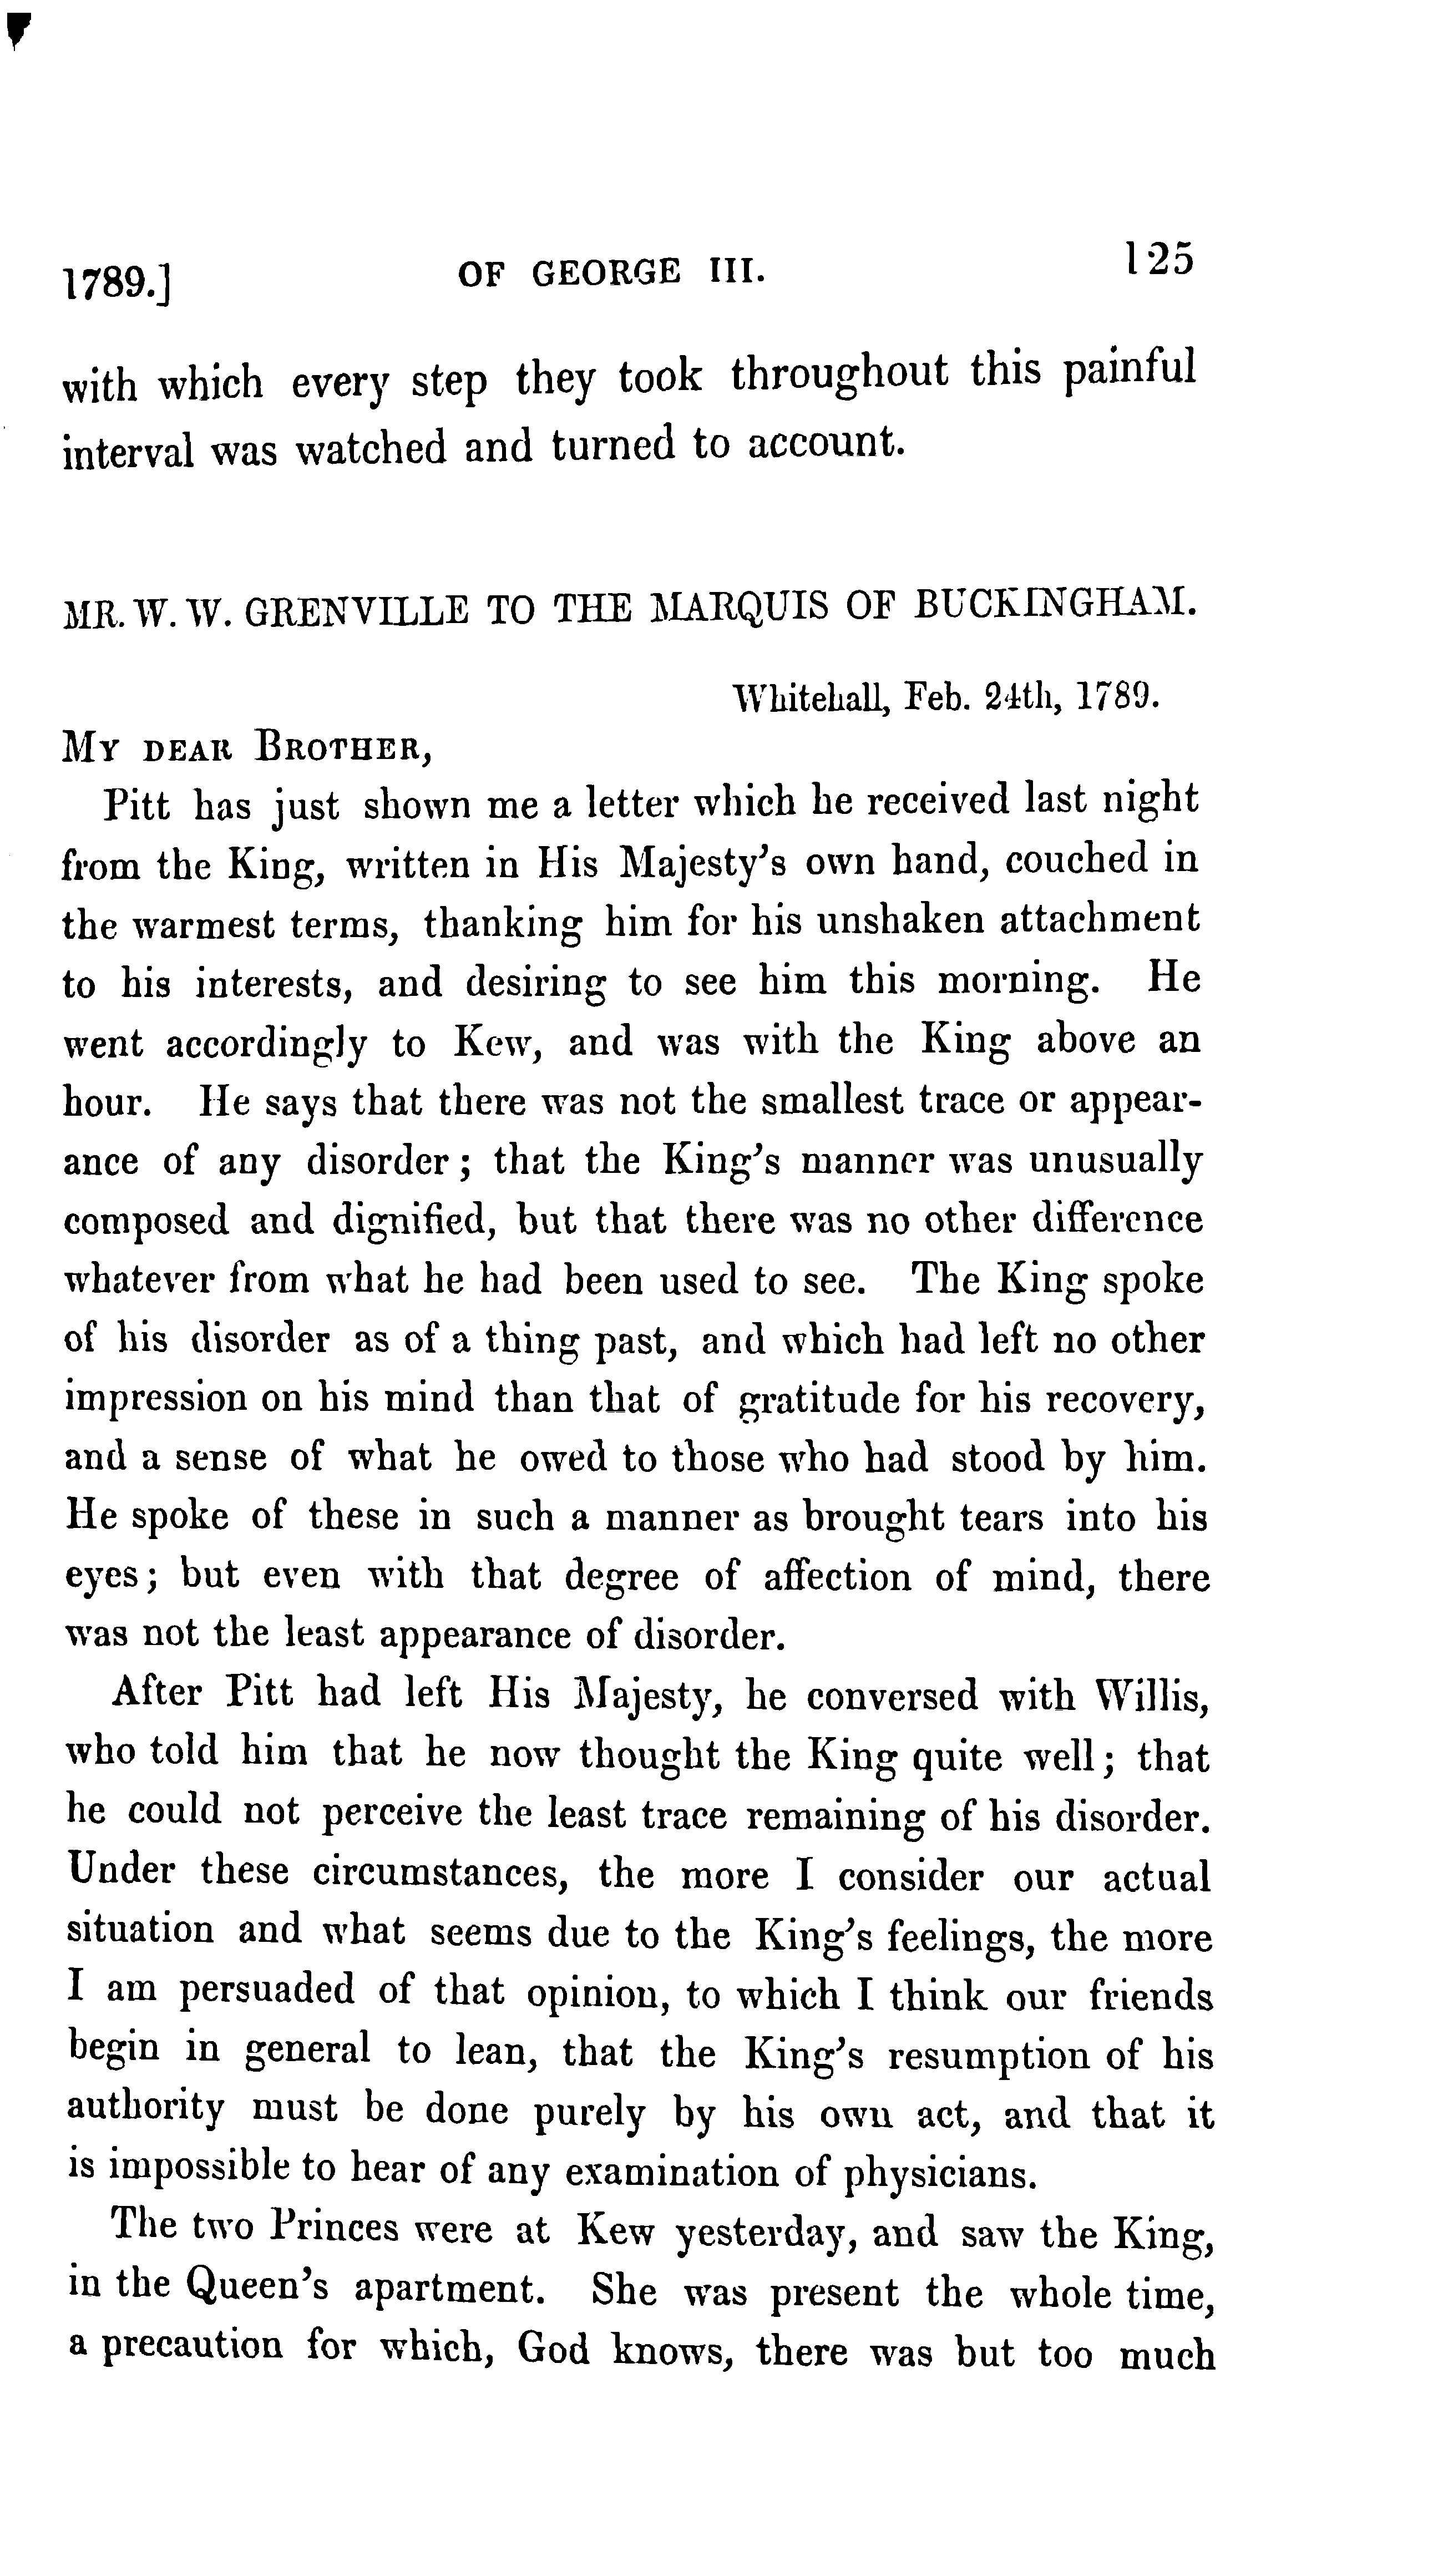 1789.] OF GEORGE III. 125
with which every step they took throughout this painful
interval was watched and turned to account.
MR. W. W. GRENVILLE TO THE MARQUIS OF BUCKINGHAM.
Whitehall, Feb. 24th, 1789.
MY DEAR BROTHER,
Pitt has just shown me a letter which he received last night
from the King, written in His Majesty's own hand, couched in
the warmest terms, thanking him for his unshaken attachment
to his interests, and desiring to see him this morning. He
went accordingly to Kew, and was with the King above an
hour. He says that there was not the smallest trace or appear-
ance of any disorder; that the King's manner was unusually
composed and dignified, but that there was no other difference
whatever from what he had been used to see. The King spoke
of his disorder as of a thing past, and which had left no other
impression on his mind than that of gratitude for his recovery,
and a sense of what he owed to those who had stood by him.
He spoke of these in such a manner as brought tears into his
eyes; but even with that degree of affection of mind, there
was not the least appearance of disorder.
After Pitt had left His Majesty, he conversed with Willis,
who told him that he now thought the King quite well; that
he could not perceive the least trace remaining of his disorder.
Under these circumstances, the more I consider our actual
situation and what seems due to the King's feelings, the more
I am persuaded of that opinion, to which I think our friends
begin in general to lean, that the King's resumption of his
authority must be done purely by his own act, and that it
is impossible to hear of any examination of physicians.
The two Princes were at Kew yesterday, and saw the King,
in the Queen's apartment. She was present the whole time,
a precaution for which, God knows, there was but too much